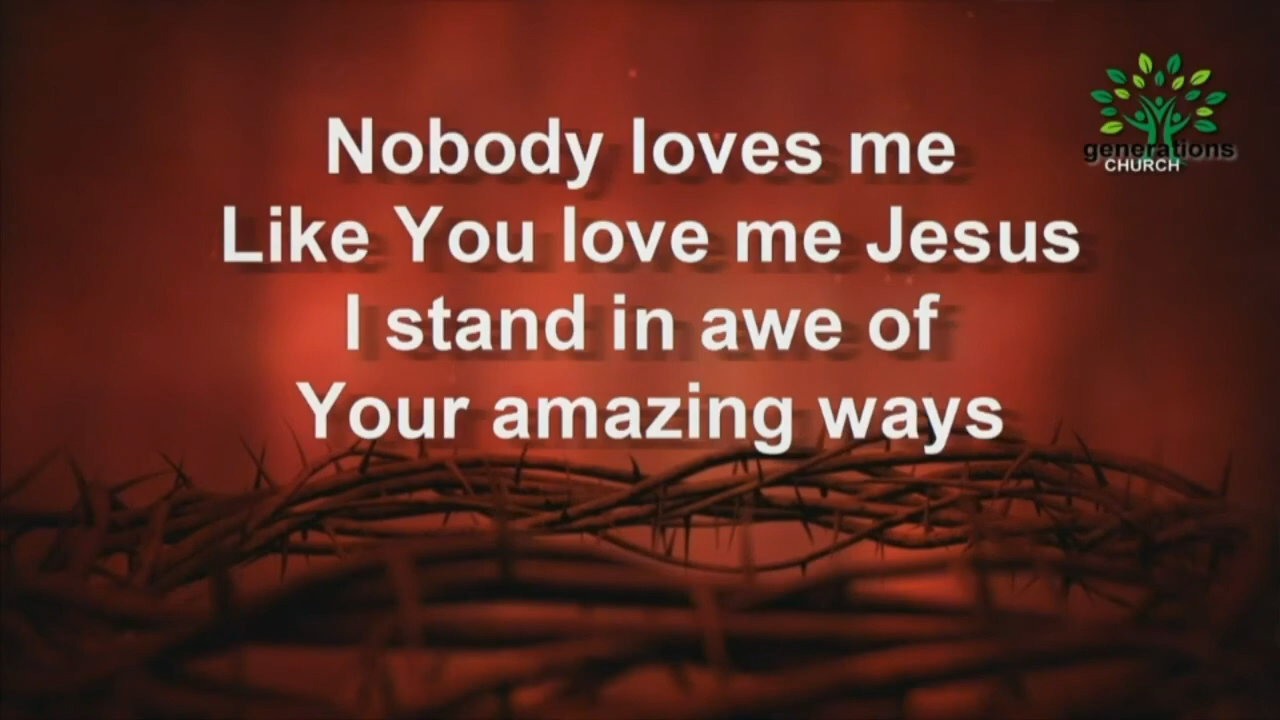 Nobody loves me
Like You love me Jesus
I stand in awe of
Your amazing ways
generations
CHURCH